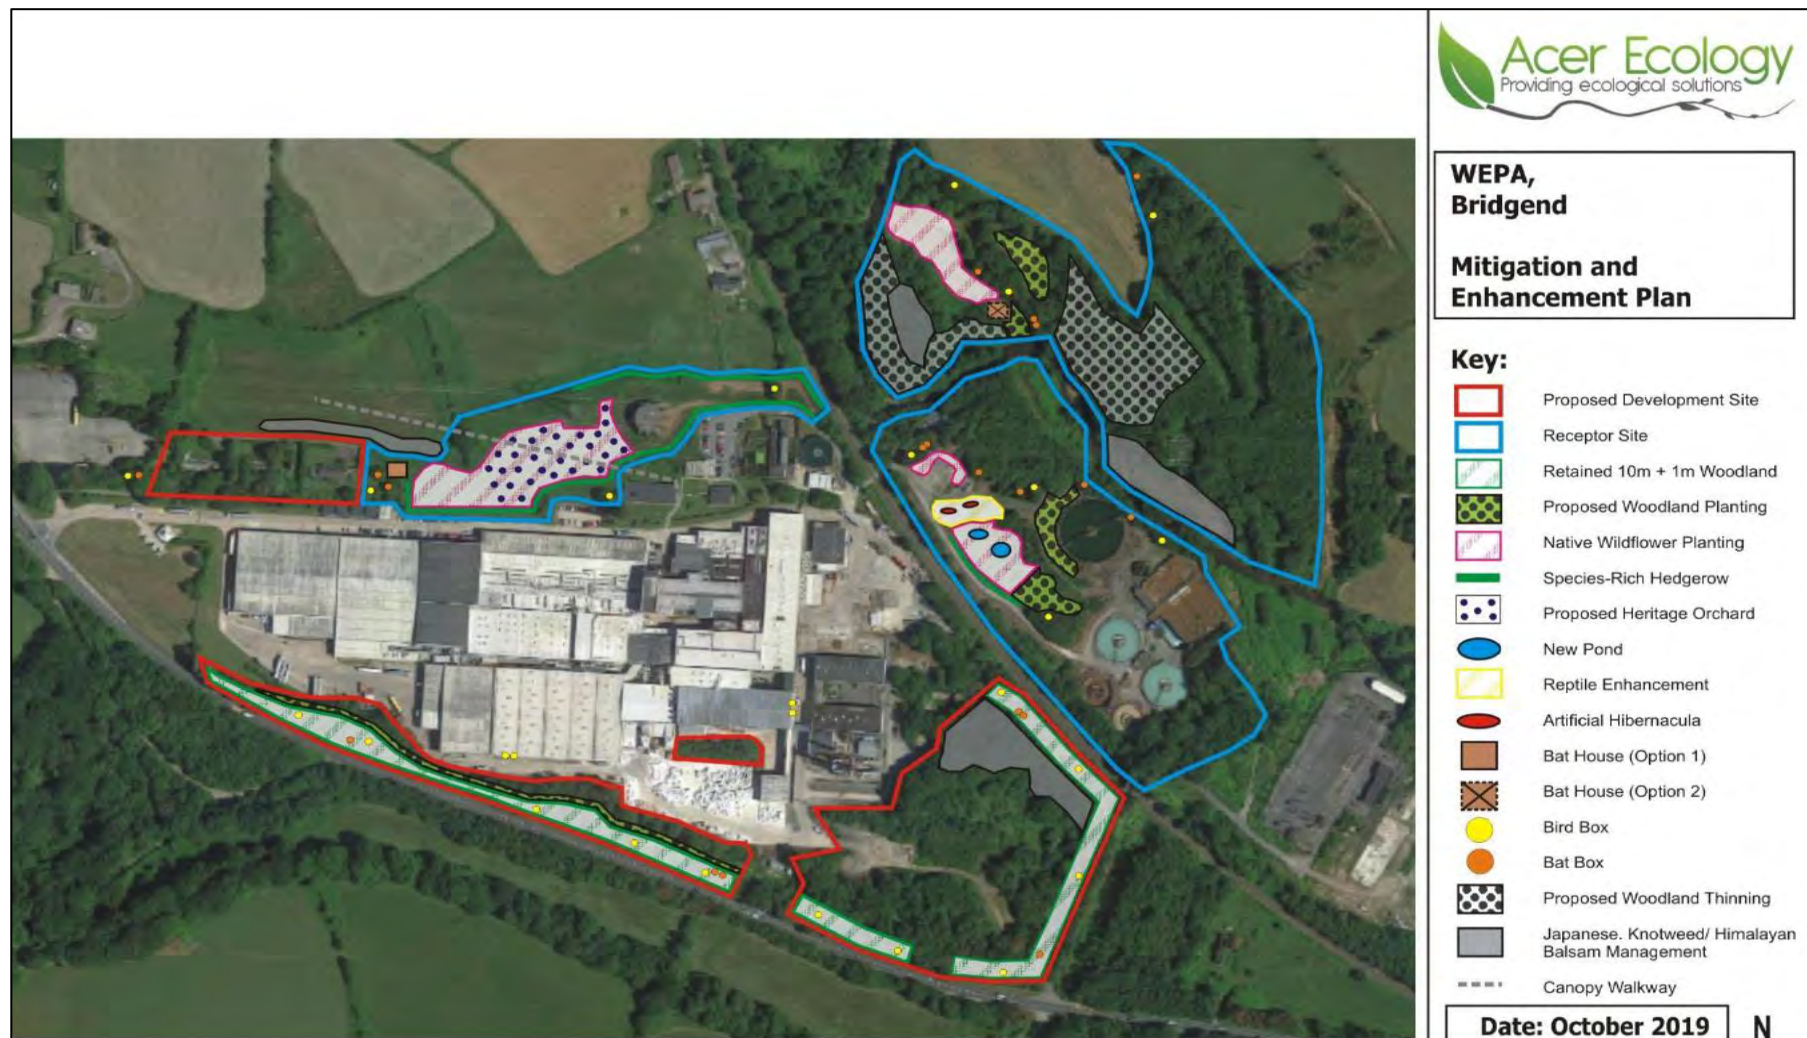 Acer Ecology
Providing ecological solutions
WEPA,
Bridgend
Mitigation and
Enhancement Plan
Key:
Proposed Development Site
Receptor Site
Retained 10m + 1m Woodland
Proposed Woodland Planting
Native Wildflower Planting
Species-Rich Hedgerow
Proposed Heritage Orchard
New Pond
Reptile Enhancement
Artificial Hibernacula
Bat House (Option 1)
Bat House (Option 2)
Bird Box
Bat Box
Proposed Woodland Thinning
Japanese. Knotweed/ Himalayan
Balsam Management
Canopy Walkway
Date: October 2019
N